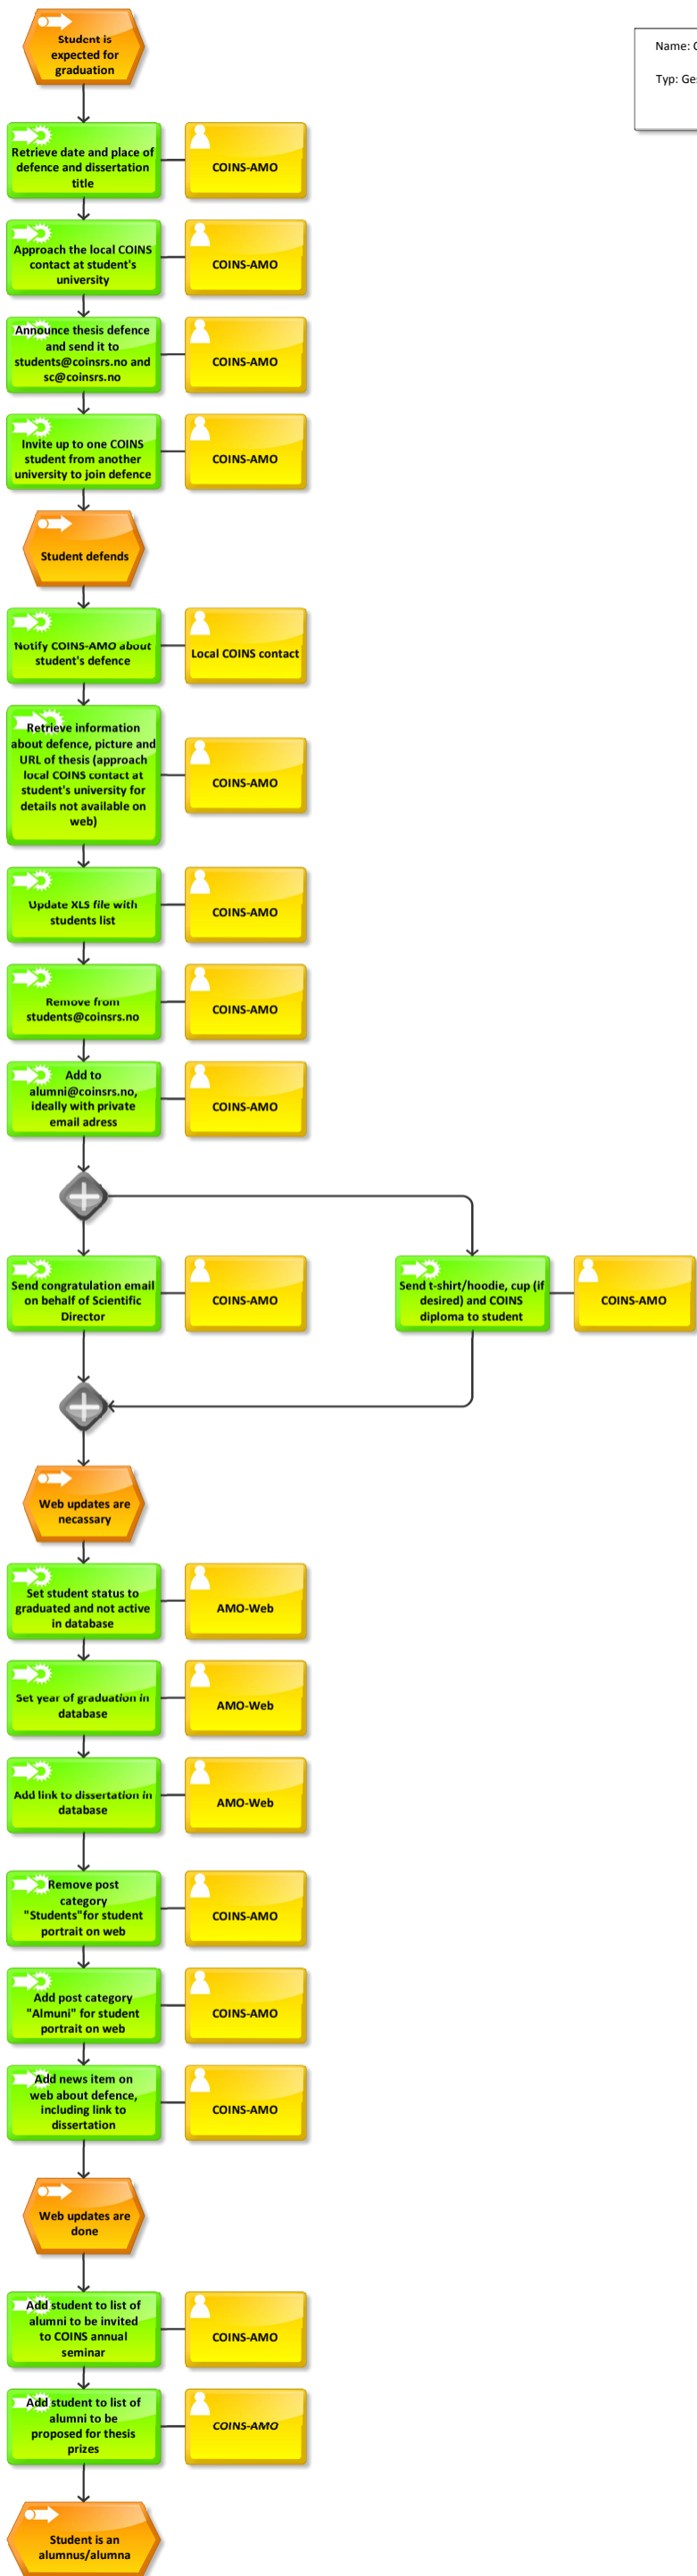 Student is
expected for
graduation
Name: C
Typ: Ges
Retrieve date and place of
defence and dissertation
title
COINS-AMO
Approach the local COINS
contact at student's
university
COINS-AMO
Announce thesis defence
and send it to
students@coinsrs.no and
sc@coinsrs.no
COINS-AMO
Invite up to one COINS
student from another
university to join defence
COINS-AMO
Student defends
Notify COINS-AMO about
student's defence
Local COINS contact
Retrieve information
about defence, picture and
URL of thesis (approach
local COINS contact at
student's university for
details not available on
web)
COINS-AMO
Update XLS file with
students list
COINS-AMO
Remove from
students@coinsrs.no
COINS-AMO
Add to
alumni@coinsrs.no,
ideally with private
email adress
COINS-AMO
Send congratulation email
on behalf of Scientific
Director
COINS-AMO
Send t-shirt/hoodie, cup (if
desired) and COINS
diploma to student
COINS-AMO
Web updates are
necassary
Set student status to
graduated and not active
in database
AMO-Web
Set year of graduation in
database
AMO-Web
Add link to dissertation in
database
AMO-Web
Remove post
category
"Students"for student
portrait on web
COINS-AMO
Add post category
"Almuni" for student
portrait on web
COINS-AMO
Add news item on
web about defence,
including link to
dissertation
COINS-AMO
Web updates are
done
Add student to list of
alumni to be invited
to COINS annual
seminar
COINS-AMO
Add student to list of
alumni to be
proposed for thesis
prizes
COINS-AMO
Student is an
alumnus/alumna